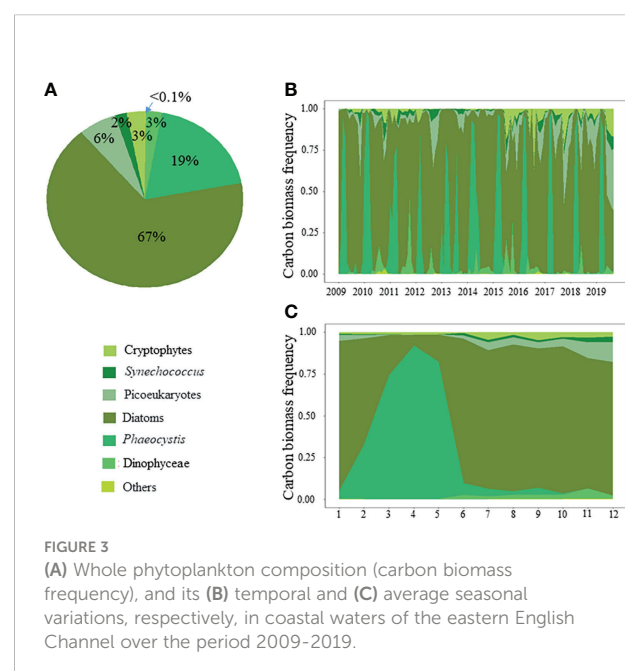 A
<0.1%
2%
3%
3%
6%
19%
67%
Cryptophytes
Synechococcus
Picoeukaryotes
Diatoms
Phaeocystis
Dinophyceae
Others
B
Carbon biomass frequency
1.00
0.75
0.50
0.25
0.00
2009 2010 2011 2012 2013 2014 2015 2016 2017 2018 2019
C
Carbon biomass frequency
1.00
0.75
0.50
0.25
0.00
1 2 3 4 5 6 7 8 9 10 11 12
FIGURE 3
(A) Whole phytoplankton composition (carbon biomass
frequency), and its (B) temporal and (C) average seasonal
variations, respectively, in coastal waters of the eastern English
Channel over the period 2009-2019.